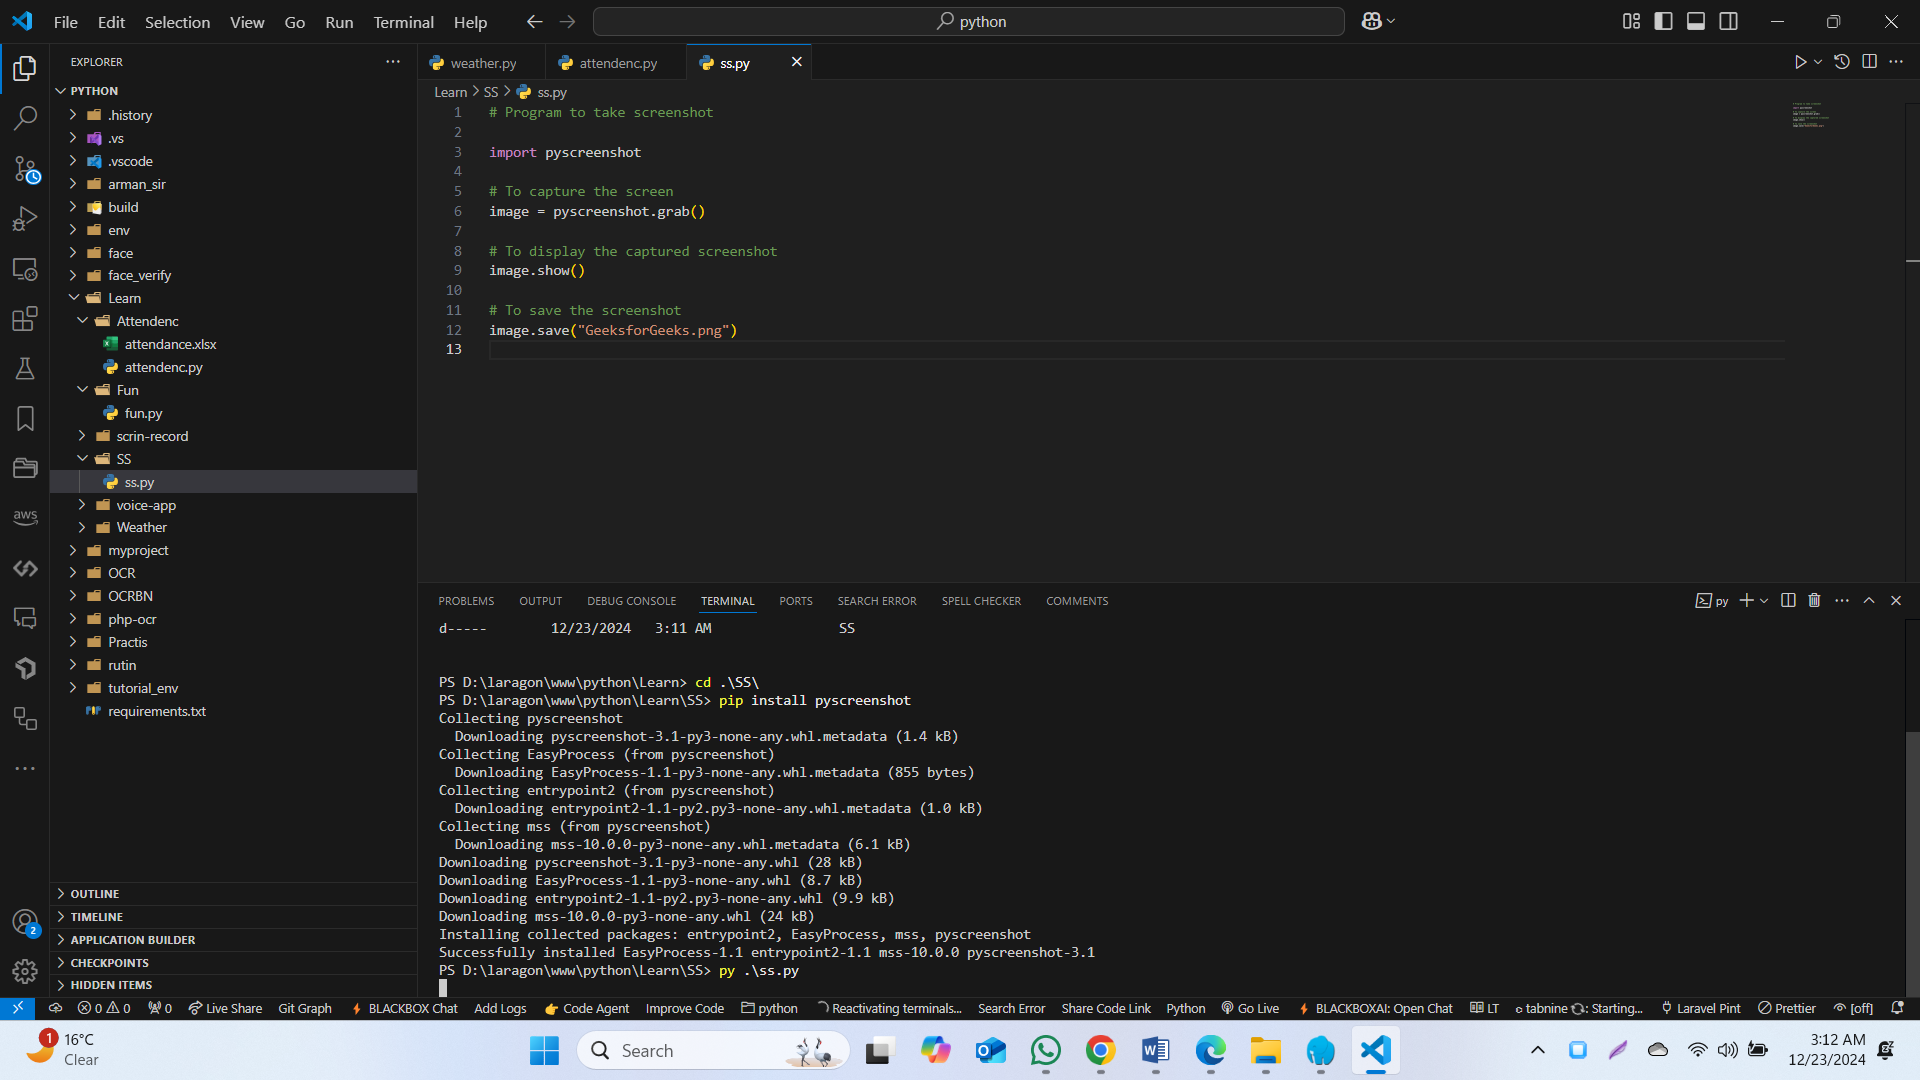 File Edit Selection View Go Run Terminal Help
python
EXPLORER
PYTHON
.history
.vs
.vscode
arman_sir
build
env
face
face_verify
Learn
Attendenc
attendance.xlsx
attendenc.py
Fun
fun.py
scrin-record
SS
ss.py
voice-app
Weather
myproject
OCR
OCRBN
php-ocr
Practis
rutin
tutorial_env
requirements.txt
OUTLINE
TIMELINE
APPLICATION BUILDER
CHECKPOINTS
HIDDEN ITEMS
aws
2
weather.py attendenc.py ss.py
Learn > SS > ss.py
1 # Program to take screenshot
2
3 import pyscreenshot
4
5 # To capture the screen
6 image = pyscreenshot.grab()
7
8 # To display the captured screenshot
9 image.show()
10
11 # To save the screenshot
12 image.save("GeeksforGeeks.png")
13
PROBLEMS OUTPUT DEBUG CONSOLE TERMINAL PORTS SEARCH ERROR SPELL CHECKER COMMENTS
py
d----- 12/23/2024 3:11 AM SS
PS D:\laragon\www\python\Learn> cd .\SS\
PS D:\laragon\www\python\Learn\SS> pip install pyscreenshot
Collecting pyscreenshot
Downloading pyscreenshot-3.1-py3-none-any.whl.metadata (1.4 kB)
Collecting EasyProcess (from pyscreenshot)
Downloading EasyProcess-1.1-py3-none-any.whl.metadata (855 bytes)
Collecting entrypoint2 (from pyscreenshot)
Downloading entrypoint2-1.1-py2.py3-none-any.whl.metadata (1.0 kB)
Collecting mss (from pyscreenshot)
Downloading mss-10.0.0-py3-none-any.whl.metadata (6.1 kB)
Downloading pyscreenshot-3.1-py3-none-any.whl (28 kB)
Downloading EasyProcess-1.1-py3-none-any.whl (8.7 kB)
Downloading entrypoint2-1.1-py2.py3-none-any.whl (9.9 kB)
Downloading mss-10.0.0-py3-none-any.whl (24 kB)
Installing collected packages: entrypoint2, EasyProcess, mss, pyscreenshot
Successfully installed EasyProcess-1.1 entrypoint2-1.1 mss-10.0.0 pyscreenshot-3.1
PS D:\laragon\www\python\Learn\SS> py .\ss.py
0 0 0 Live Share Git Graph BLACKBOX Chat Add Logs Code Agent Improve Code python Reactivating terminals... Search Error Share Code Link Python Go Live BLACKBOXAI: Open Chat LT tabnine Starting... Laravel Pint Prettier [off]
1 16°C
Clear
Search
3:12 AM
12/23/2024